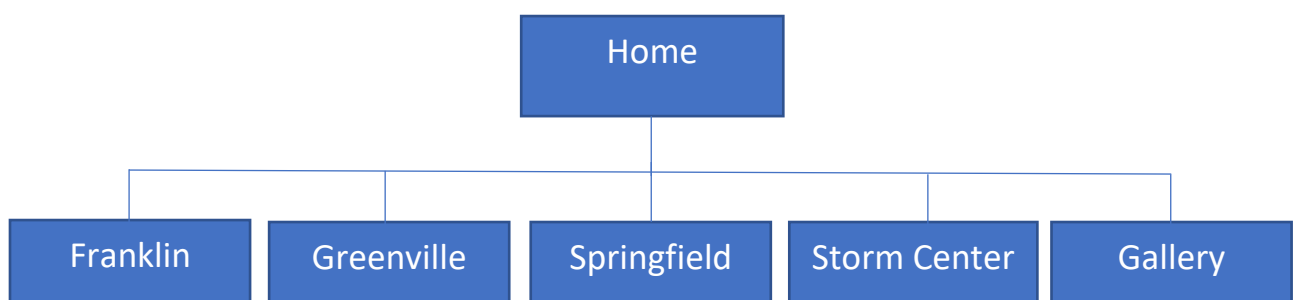 Home
Franklin
Greenville
Springfield
Storm Center
Gallery